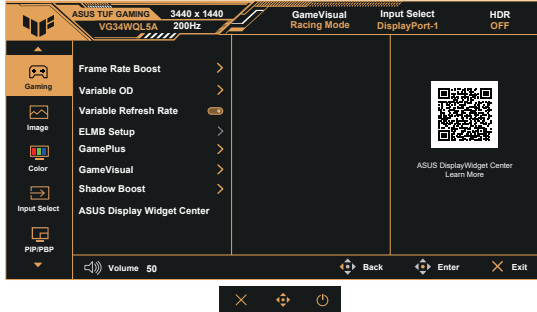 ASUS TUF GAMING 3440 x 1440
VG34WQL5A 200Hz
GameVisual
Racing Mode
Input Select
DisplayPort-1
HDR
OFF
Gaming
Image
Color
Input Select
PIP/PBP
Frame Rate Boost
Variable OD
Variable Refresh Rate
ELMB Setup
GamePlus
GameVisual
Shadow Boost
ASUS Display Widget Center
ASUS DisplayWidget Center
Learn More
Volume 50
Back
Enter
Exit